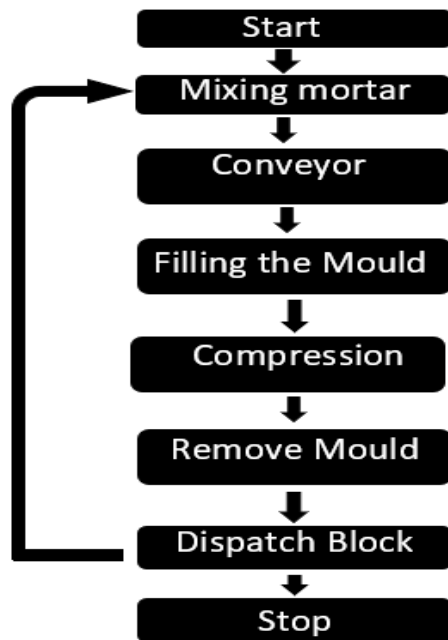 Start
Mixing mortar
Conveyor
Filling the Mould
Compression
Remove Mould
Dispatch Block
Stop